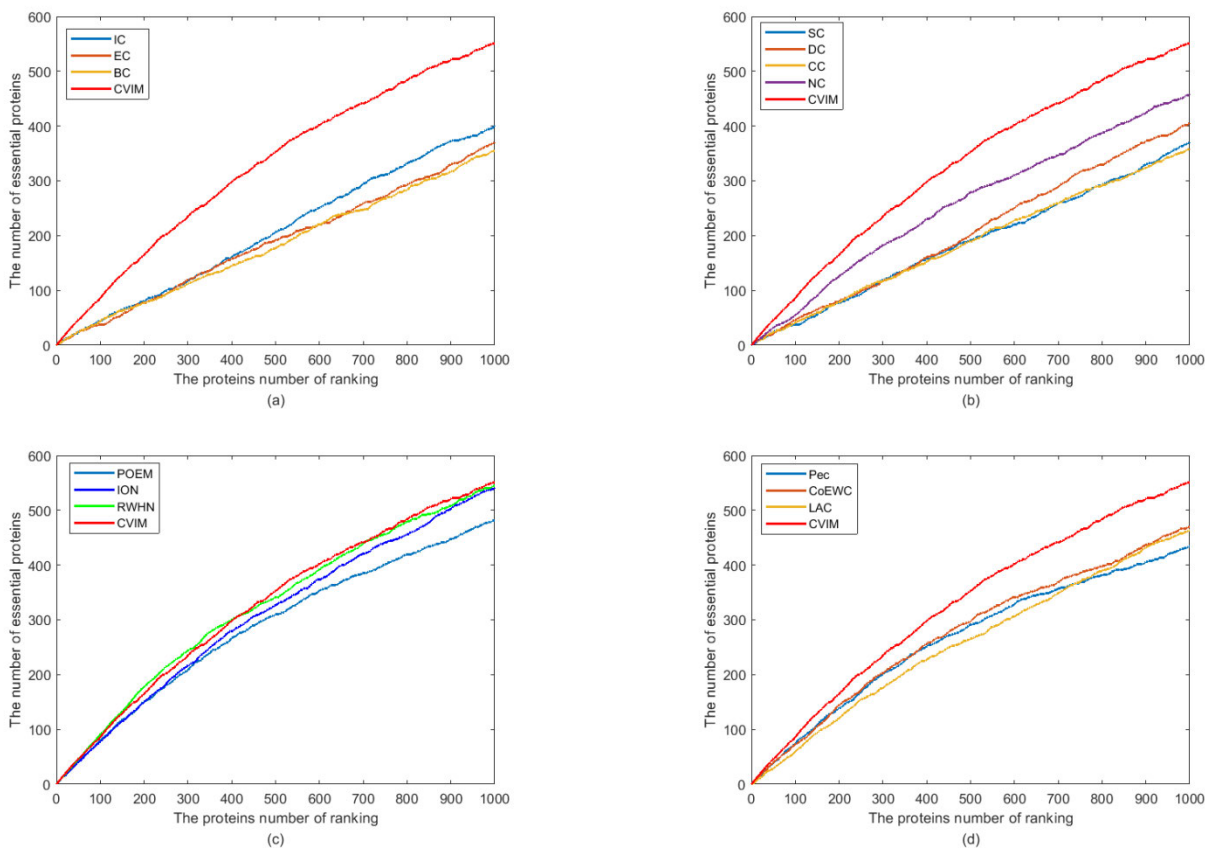 600
500
400
300
200
100
0
The number of essential proteins
IC
EC
BC
CVIM
0 100 200 300 400 500 600 700 800 900 1000
The proteins number of ranking
(a)
600
500
400
300
200
100
0
The number of essential proteins
SC
DC
CC
NC
CVIM
0 100 200 300 400 500 600 700 800 900 1000
The proteins number of ranking
(b)
600
500
400
300
200
100
0
The number of essential proteins
POEM
ION
RWHN
CVIM
0 100 200 300 400 500 600 700 800 900 1000
The proteins number of ranking
(c)
600
500
400
300
200
100
0
The number of essential proteins
Pec
CoEWC
LAC
CVIM
0 100 200 300 400 500 600 700 800 900 1000
The proteins number of ranking
(d)